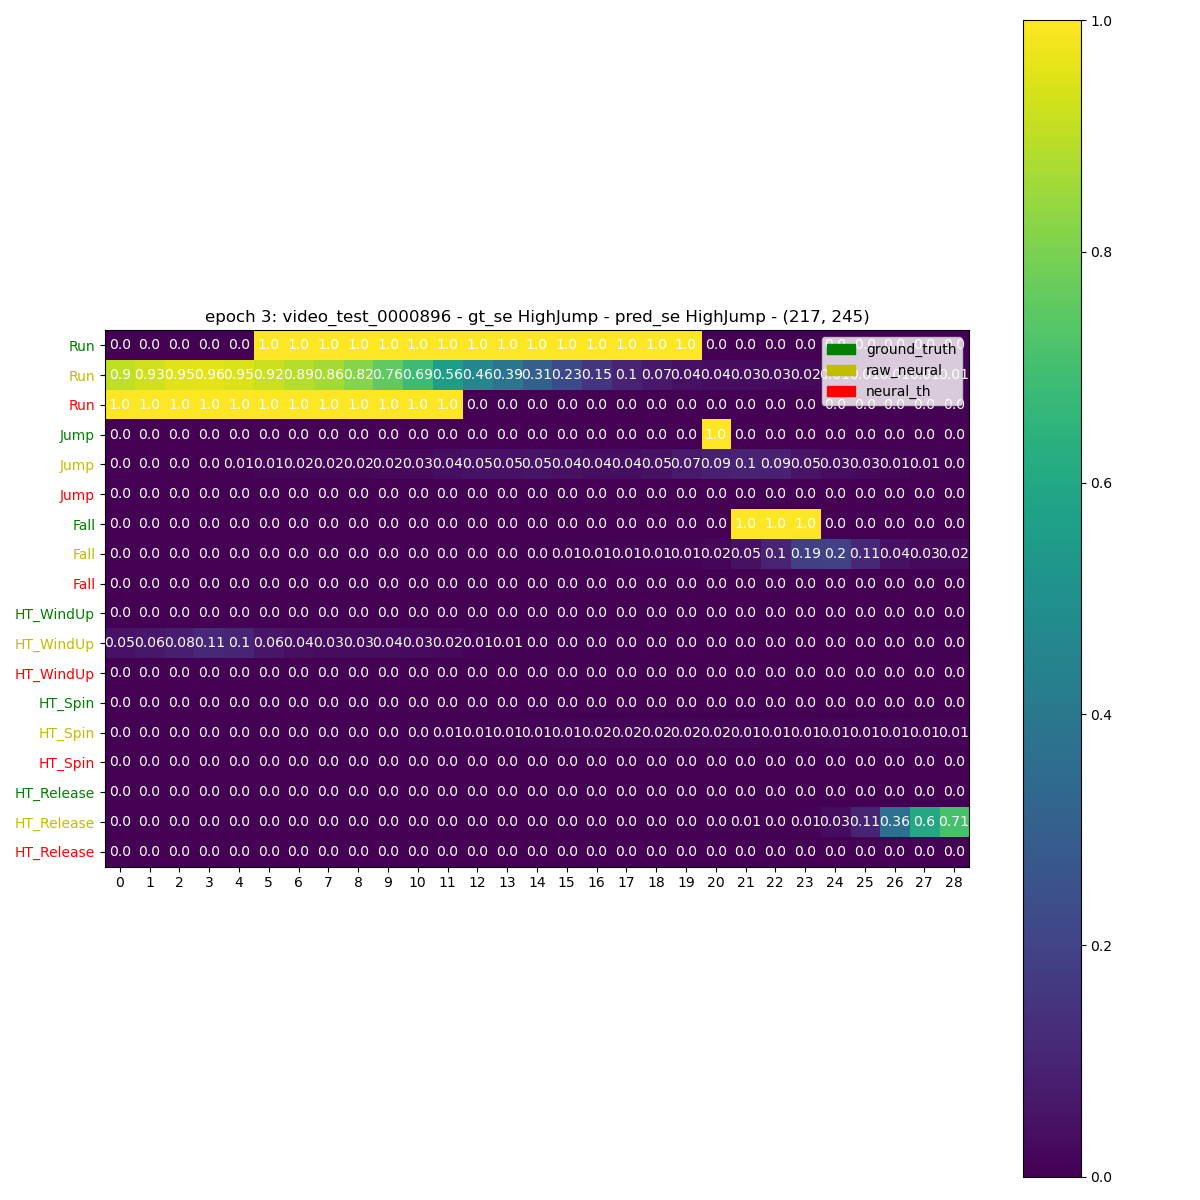 epoch 3: video_test_0000896 - gt_se HighJump - pred_se HighJump - (217, 245)
Run 0.0 0.0 0.0 0.0 0.0 1.0 1.0 1.0 1.0 1.0 1.0 1.0 1.0 1.0 1.0 1.0 1.0 1.0 1.0 1.0 0.0 0.0 0.0 0.0 0.0 0.0 0.0 0.0 0.0
ground_truth
Run 0.9 0.93 0.95 0.96 0.95 0.92 0.89 0.86 0.82 0.76 0.69 0.56 0.46 0.39 0.31 0.23 0.15 0.1 0.07 0.04 0.04 0.03 0.03 0.02 0.01
raw_neural
Run 1.0 1.0 1.0 1.0 1.0 1.0 1.0 1.0 1.0 1.0 1.0 1.0 0.0 0.0 0.0 0.0 0.0 0.0 0.0 0.0 0.0 0.0 0.0 0.0 0.0 0.0 0.0 0.0 0.0
neural_th
Jump 0.0 0.0 0.0 0.0 0.0 0.0 0.0 0.0 0.0 0.0 0.0 0.0 0.0 0.0 0.0 0.0 0.0 0.0 0.0 0.0 1.0 0.0 0.0 0.0 0.0 0.0 0.0 0.0 0.0
Jump 0.0 0.0 0.0 0.0 0.01 0.01 0.02 0.02 0.02 0.02 0.03 0.04 0.05 0.05 0.05 0.04 0.04 0.04 0.05 0.07 0.09 0.1 0.09 0.05 0.03 0.03 0.01 0.01 0.0
Jump 0.0 0.0 0.0 0.0 0.0 0.0 0.0 0.0 0.0 0.0 0.0 0.0 0.0 0.0 0.0 0.0 0.0 0.0 0.0 0.0 0.0 0.0 0.0 0.0 0.0 0.0 0.0 0.0 0.0
Fall 0.0 0.0 0.0 0.0 0.0 0.0 0.0 0.0 0.0 0.0 0.0 0.0 0.0 0.0 0.0 0.0 0.0 0.0 0.0 0.0 0.0 1.0 1.0 1.0 0.0 0.0 0.0 0.0 0.0
Fall 0.0 0.0 0.0 0.0 0.0 0.0 0.0 0.0 0.0 0.0 0.0 0.0 0.0 0.0 0.0 0.01 0.01 0.01 0.01 0.01 0.02 0.05 0.1 0.19 0.2 0.11 0.04 0.03 0.02
Fall 0.0 0.0 0.0 0.0 0.0 0.0 0.0 0.0 0.0 0.0 0.0 0.0 0.0 0.0 0.0 0.0 0.0 0.0 0.0 0.0 0.0 0.0 0.0 0.0 0.0 0.0 0.0 0.0 0.0
HT_WindUp 0.0 0.0 0.0 0.0 0.0 0.0 0.0 0.0 0.0 0.0 0.0 0.0 0.0 0.0 0.0 0.0 0.0 0.0 0.0 0.0 0.0 0.0 0.0 0.0 0.0 0.0 0.0 0.0 0.0
HT_WindUp 0.05 0.06 0.08 0.11 0.1 0.06 0.04 0.03 0.03 0.04 0.03 0.02 0.01 0.01 0.0 0.0 0.0 0.0 0.0 0.0 0.0 0.0 0.0 0.0 0.0 0.0 0.0 0.0 0.0
HT_WindUp 0.0 0.0 0.0 0.0 0.0 0.0 0.0 0.0 0.0 0.0 0.0 0.0 0.0 0.0 0.0 0.0 0.0 0.0 0.0 0.0 0.0 0.0 0.0 0.0 0.0 0.0 0.0 0.0 0.0
HT_Spin 0.0 0.0 0.0 0.0 0.0 0.0 0.0 0.0 0.0 0.0 0.0 0.0 0.0 0.0 0.0 0.0 0.0 0.0 0.0 0.0 0.0 0.0 0.0 0.0 0.0 0.0 0.0 0.0 0.0
HT_Spin 0.0 0.0 0.0 0.0 0.0 0.0 0.0 0.0 0.0 0.0 0.0 0.01 0.01 0.01 0.01 0.01 0.02 0.02 0.02 0.02 0.02 0.01 0.01 0.01 0.01 0.01 0.01 0.01 0.01
HT_Spin 0.0 0.0 0.0 0.0 0.0 0.0 0.0 0.0 0.0 0.0 0.0 0.0 0.0 0.0 0.0 0.0 0.0 0.0 0.0 0.0 0.0 0.0 0.0 0.0 0.0 0.0 0.0 0.0 0.0
HT_Release 0.0 0.0 0.0 0.0 0.0 0.0 0.0 0.0 0.0 0.0 0.0 0.0 0.0 0.0 0.0 0.0 0.0 0.0 0.0 0.0 0.0 0.0 0.0 0.0 0.0 0.0 0.0 0.0 0.0
HT_Release 0.0 0.0 0.0 0.0 0.0 0.0 0.0 0.0 0.0 0.0 0.0 0.0 0.0 0.0 0.0 0.0 0.0 0.0 0.0 0.0 0.0 0.01 0.0 0.01 0.03 0.11 0.36 0.6 0.71
HT_Release 0.0 0.0 0.0 0.0 0.0 0.0 0.0 0.0 0.0 0.0 0.0 0.0 0.0 0.0 0.0 0.0 0.0 0.0 0.0 0.0 0.0 0.0 0.0 0.0 0.0 0.0 0.0 0.0 0.0
0 1 2 3 4 5 6 7 8 9 10 11 12 13 14 15 16 17 18 19 20 21 22 23 24 25 26 27 28
1.0
0.8
0.6
0.4
0.2
0.0